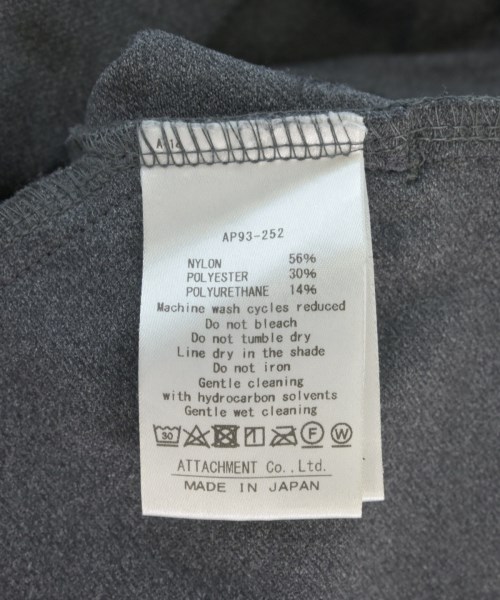 AP93-252
NYLON 56%
POLYESTER 30%
POLYURETHANE 14%
Machine wash cycles reduced
Do not bleach
Do not tumble dry
Line dry in the shade
Do not iron
Gentle cleaning
with hydrocarbon solvents
Gentle wet cleaning
30 F W
ATTACHMENT Co.,Ltd.
MADE IN JAPAN